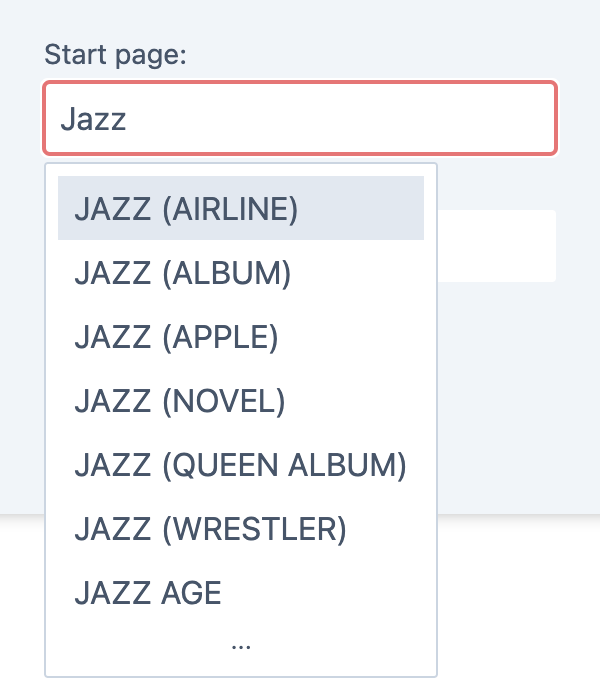 Start page:
Jazz
JAZZ (AIRLINE)
JAZZ (ALBUM)
JAZZ (APPLE)
JAZZ (NOVEL)
JAZZ (QUEEN ALBUM)
JAZZ (WRESTLER)
JAZZ AGE
...